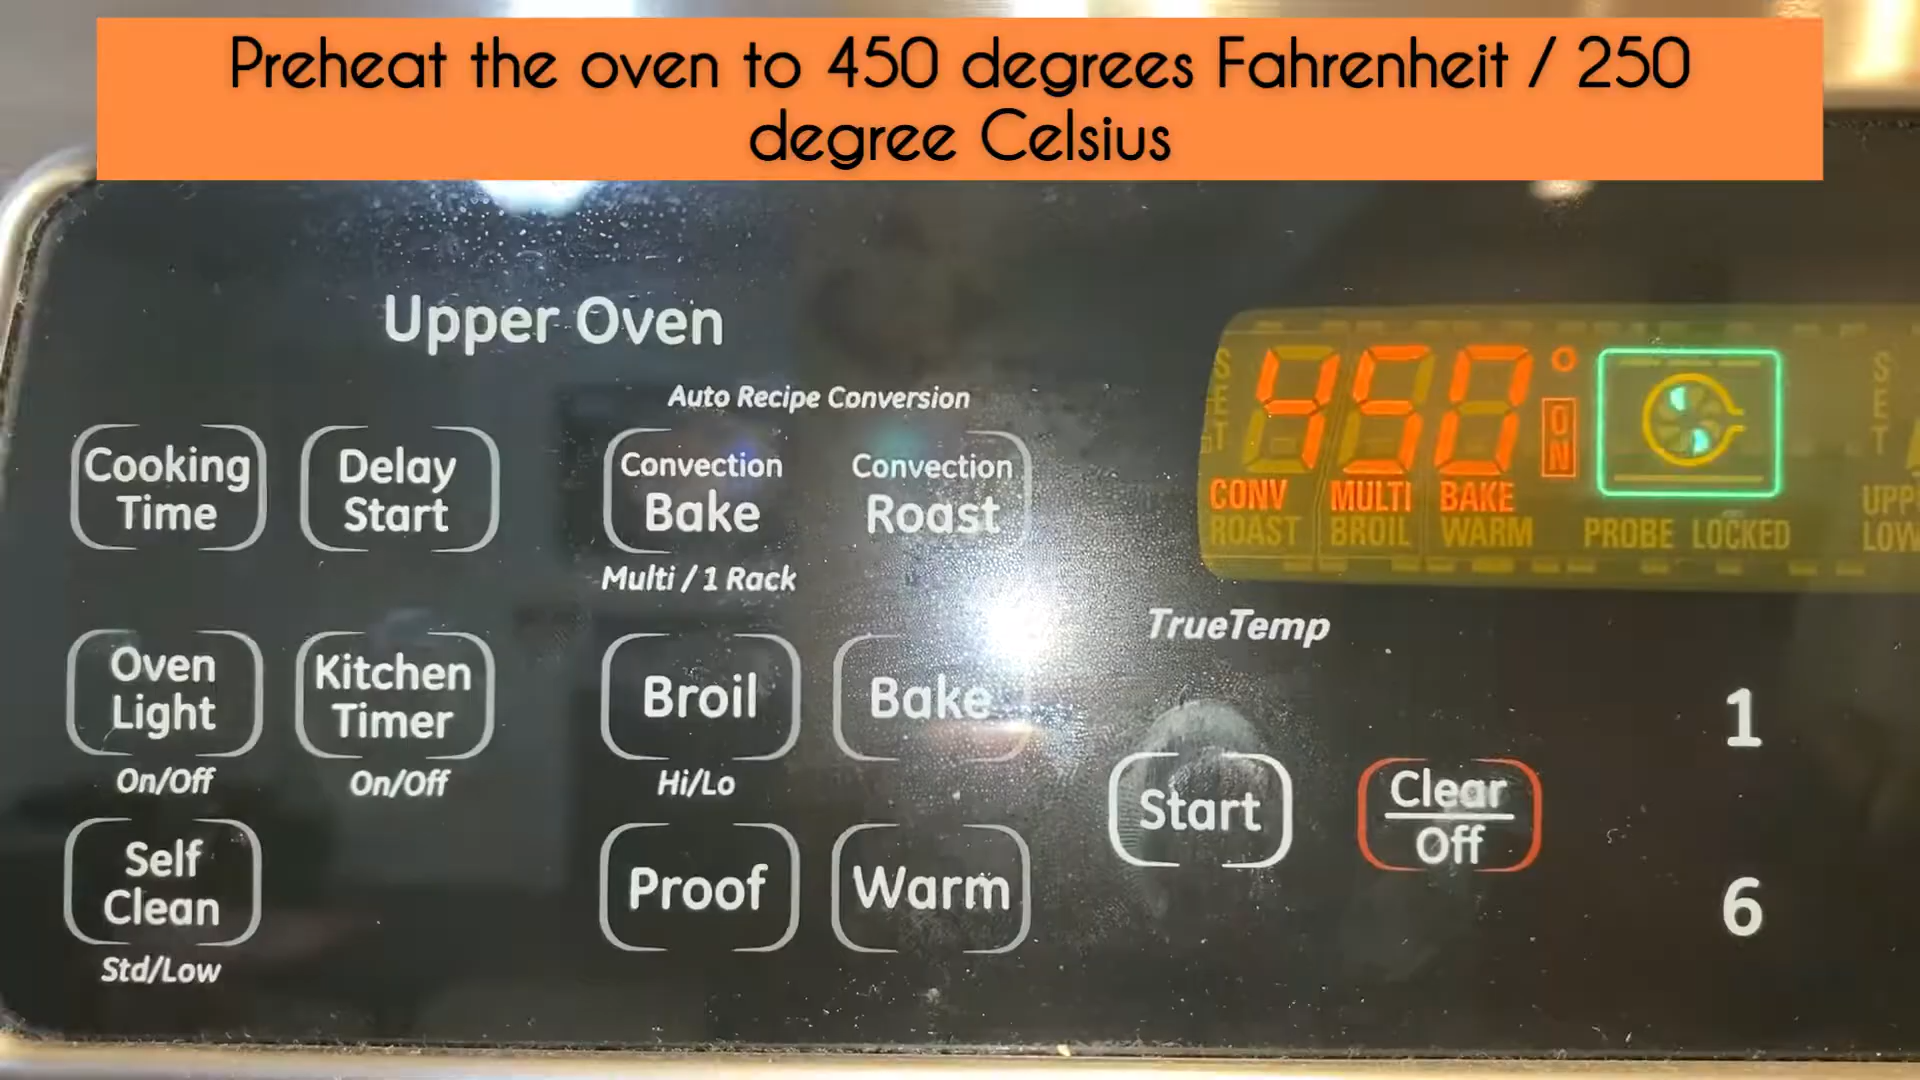 Preheat the oven to 450 degrees Fahrenheit / 250
degree Celsius
Upper Oven
Auto Recipe Conversion
Cooking
Time
Delay
Start
Convection
Bake
Convection
Roast
Multi / 1 Rack
Oven
Light
On/Off
Kitchen
Timer
On/Off
Broil
Hi/Lo
Bake
Self
Clean
Std/Low
Proof
Warm
SET
450°
ON
CONV MULTI BAKE
ROAST BROIL WARM PROBE LOCKED
SET
TrueTemp
Start
Clear
Off
1
6